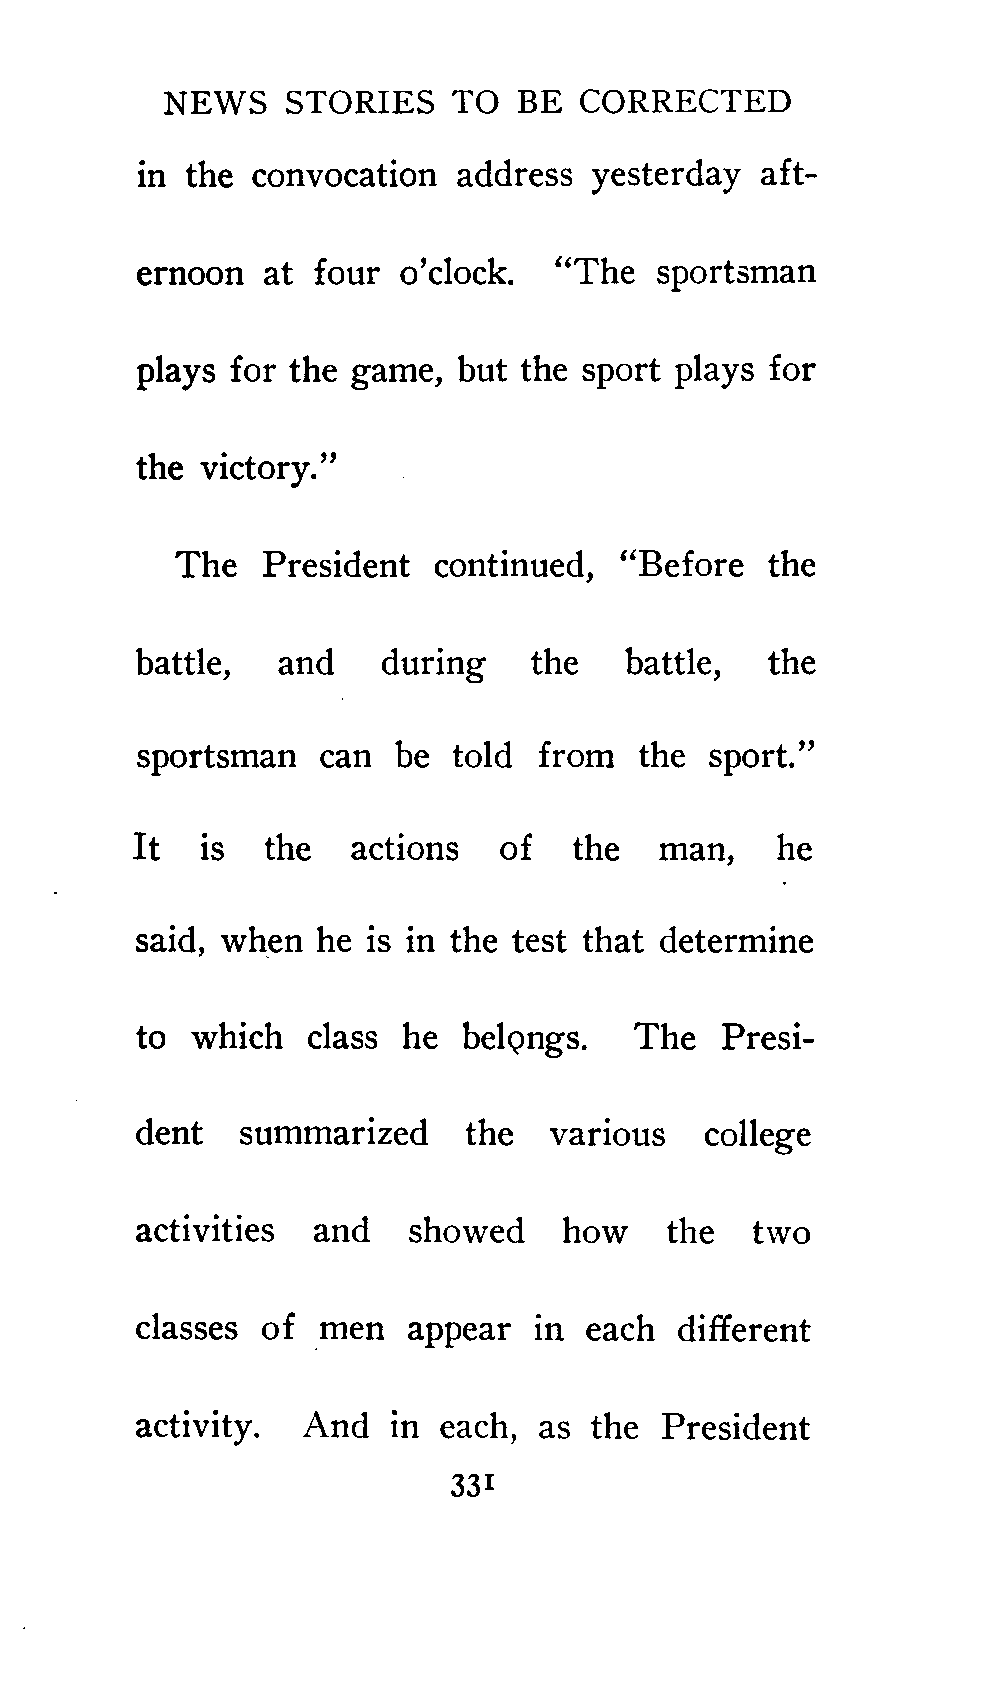 NEWS STORIES TO BE CORRECTED
in the convocation address yesterday aft-
ernoon at four o'clock. "The sportsman
plays for the game, but the sport plays for
the victory."
The President continued, "Before the
battle, and during the battle, the
sportsman can be told from the sport."
It is the actions of the man, he
said, when he is in the test that determine
to which class he belongs. The Presi-
dent summarized the various college
activities and showed how the two
classes of men appear in each different
activity. And in each, as the President
331